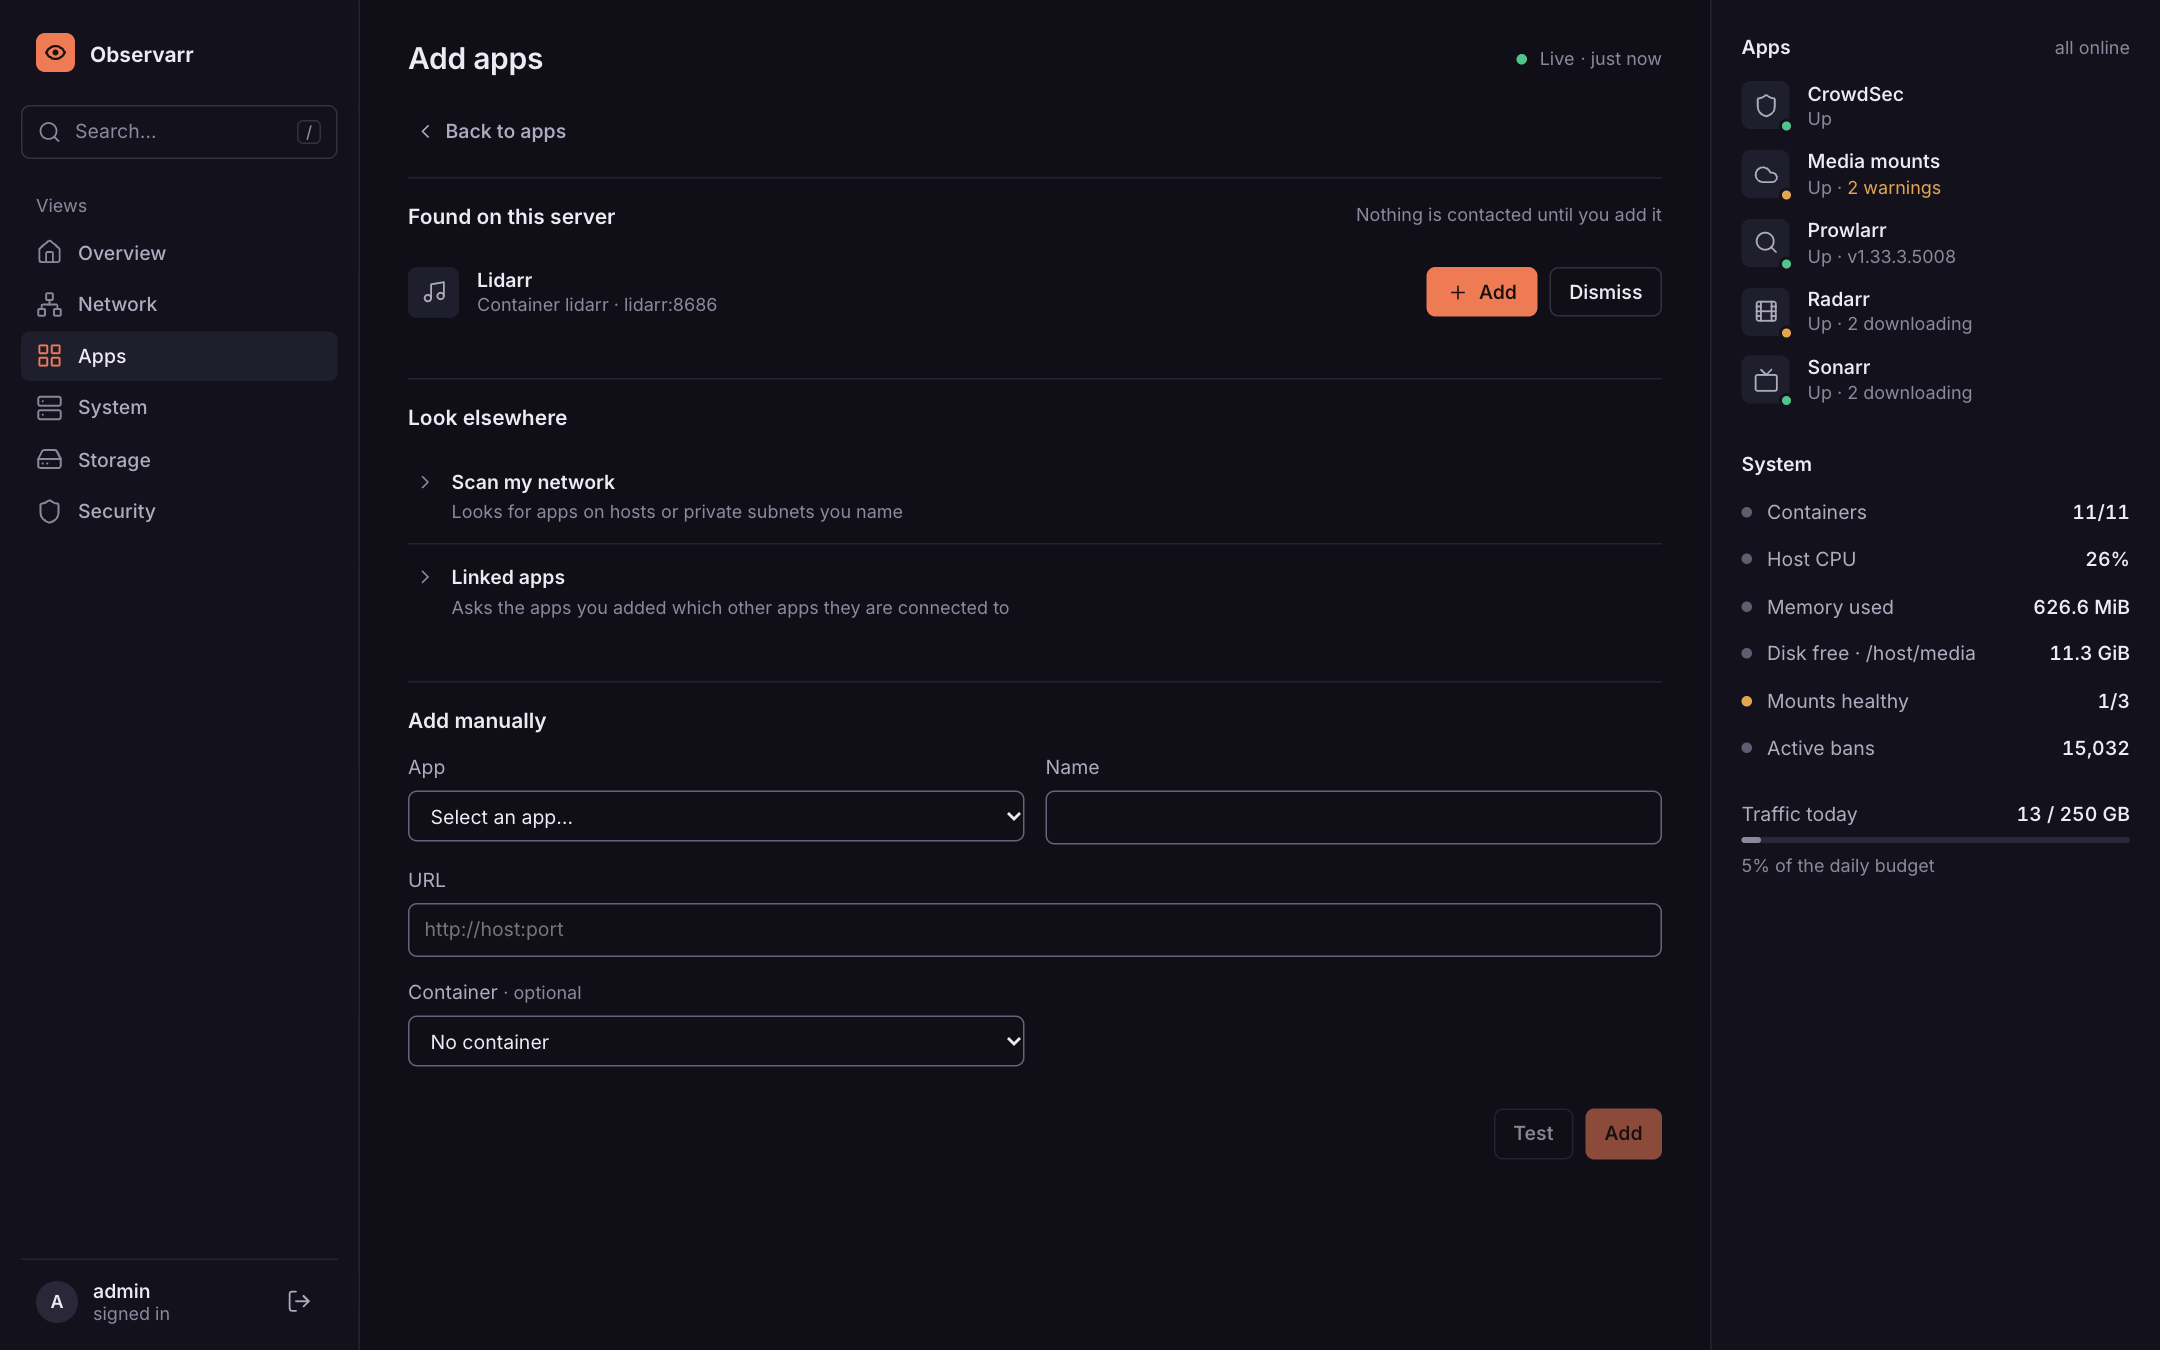 Observarr
Search...
/
Views
Overview
Network
Apps
System
Storage
Security
A
admin
signed in
Add apps
Live · just now
Back to apps
Found on this server
Nothing is contacted until you add it
Lidarr
Container lidarr · lidarr:8686
Add
Dismiss
Look elsewhere
Scan my network
Looks for apps on hosts or private subnets you name
Linked apps
Asks the apps you added which other apps they are connected to
Add manually
App
Name
Select an app...
URL
http://host:port
Container · optional
No container
Test
Add
Apps
all online
CrowdSec
Up
Media mounts
Up · 2 warnings
Prowlarr
Up · v1.33.3.5008
Radarr
Up · 2 downloading
Sonarr
Up · 2 downloading
System
Containers 11/11
Host CPU 26%
Memory used 626.6 MiB
Disk free · /host/media 11.3 GiB
Mounts healthy 1/3
Active bans 15,032
Traffic today 13 / 250 GB
5% of the daily budget